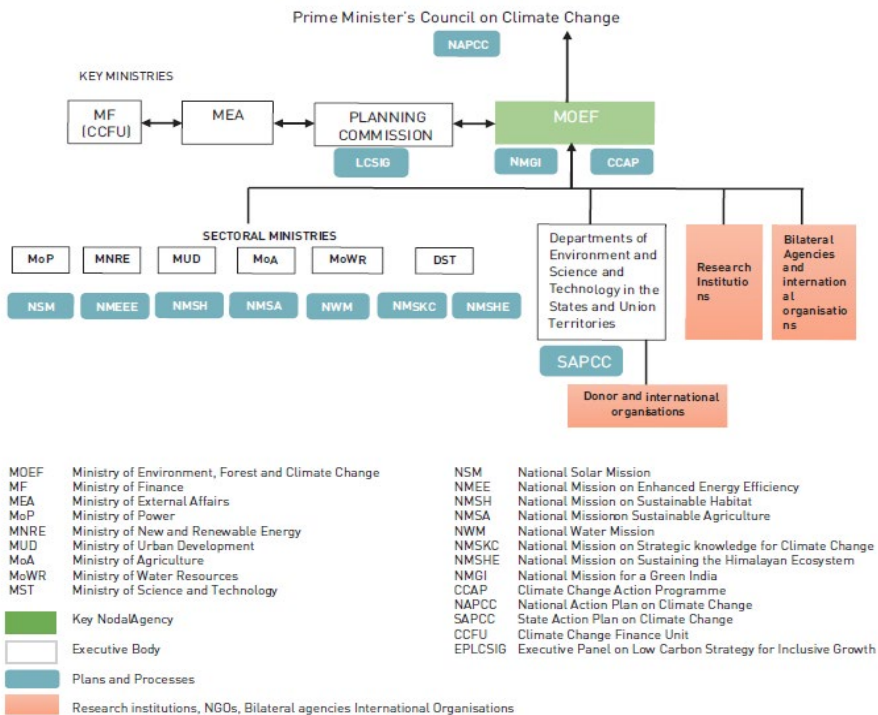 Prime Minister's Council on Climate Change
NAPCC
KEY MINISTRIES
MF
(CCFU)
MEA
PLANNING
COMMISSION
MOEF
LCSIG
NMGI
CCAP
SECTORAL MINISTRIES
MoP
MNRE
MUD
MoA
MoWR
DST
NSM
NMEEE
NMSH
NMSA
NWM
NMSKC
NMSHE
Departments of
Environment and
Science and
Technology in the
States and Union
Territories
SAPCC
Research
Institutio
ns
Bilateral
Agencies
and
internation
al
organisatio
ns
Donor and international
organisations
MOEF Ministry of Environment, Forest and Climate Change
MF Ministry of Finance
MEA Ministry of External Affairs
MoP Ministry of Power
MNRE Ministry of New and Renewable Energy
MUD Ministry of Urban Development
MoA Ministry of Agriculture
MoWR Ministry of Water Resources
MST Ministry of Science and Technology
Key NodalAgency
Executive Body
Plans and Processes
Research institutions, NGOs, Bilateral agencies International Organisations
NSM National Solar Mission
NMEE National Mission on Enhanced Energy Efficiency
NMSH National Mission on Sustainable Habitat
NMSA National Missionon Sustainable Agriculture
NWM National Water Mission
NMSKC National Mission on Strategic knowledge for Climate Change
NMSHE National Mission on Sustaining the Himalayan Ecosystem
NMGI National Mission for a Green India
CCAP Climate Change Action Programme
NAPCC National Action Plan on Climate Change
SAPCC State Action Plan on Climate Change
CCFU Climate Change Finance Unit
EPLCSIG Executive Panel on Low Carbon Strategy for Inclusive Growth